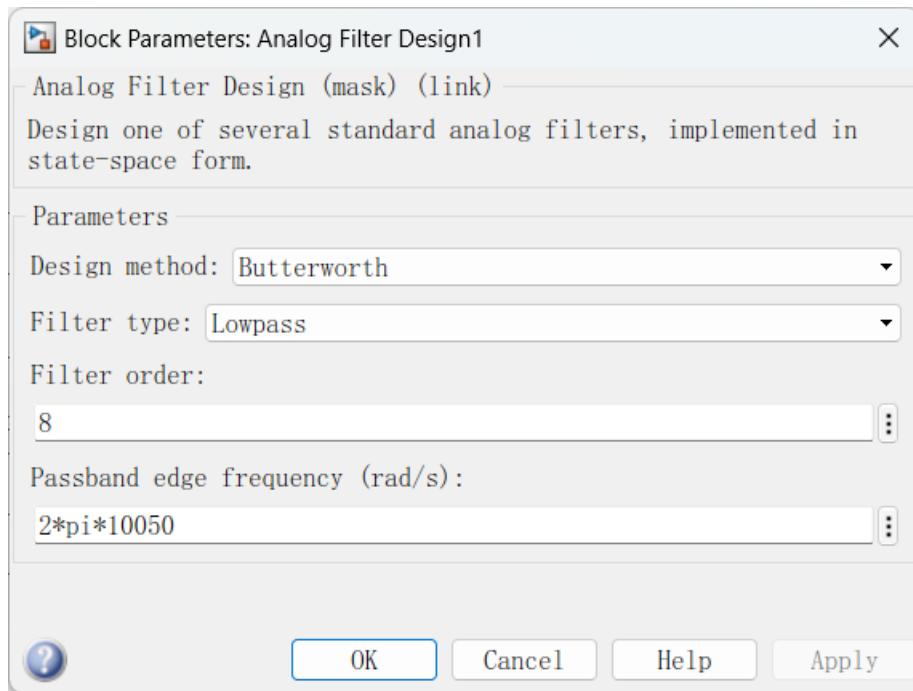 Block Parameters: Analog Filter Design1
Analog Filter Design (mask) (link)
Design one of several standard analog filters, implemented in
state-space form.
Parameters
Design method: Butterworth
Filter type: Lowpass
Filter order:
8
Passband edge frequency (rad/s):
2*pi*10050
? OK Cancel Help Apply